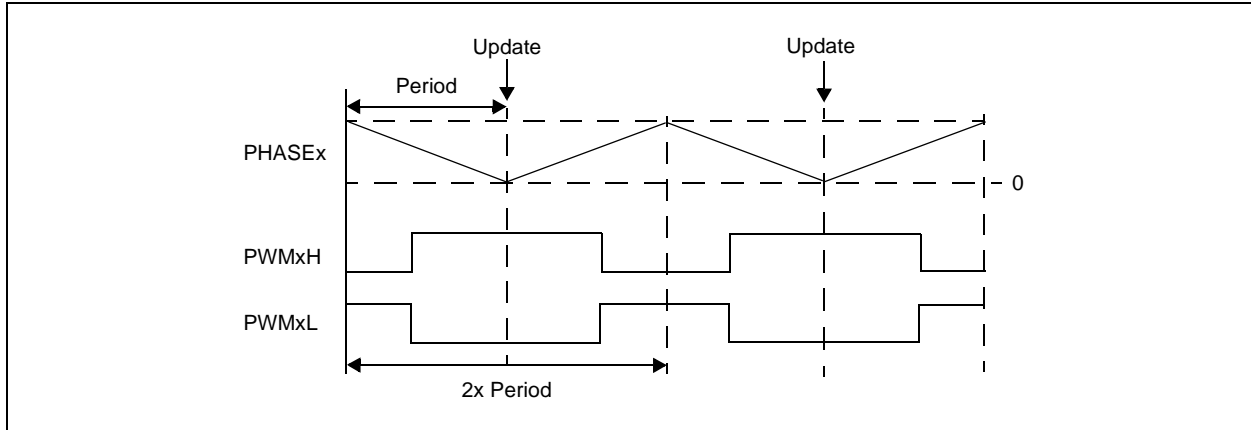 Update
Update
Period
PHASEx
0
PWMxH
PWMxL
2x Period